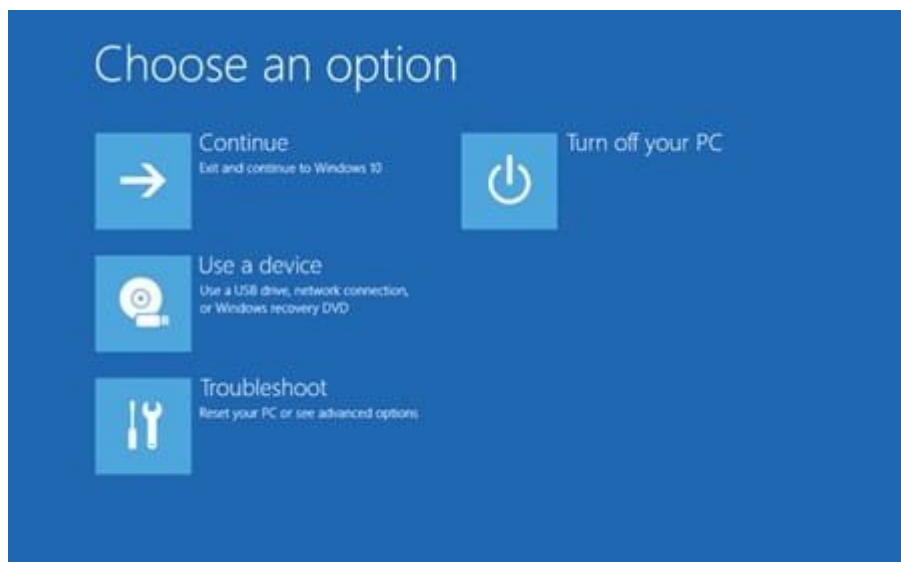 Choose an option
Continue
Exit and continue to Windows 10
Turn off your PC
Use a device
Use a USB drive, network connection,
or Windows recovery DVD
Troubleshoot
Reset your PC or see advanced options